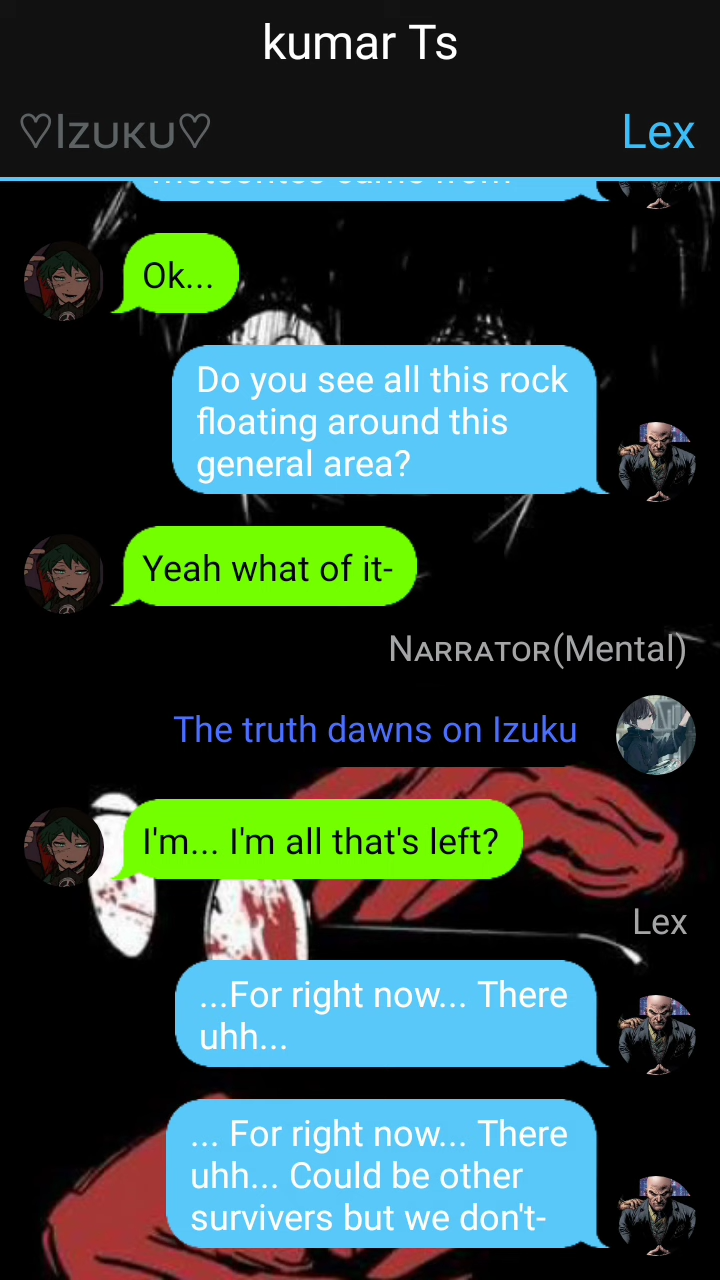 kumar Ts
♡Izuku♡
Lex
Ok...
Do you see all this rock
floating around this
general area?
Yeah what of it-
Narrator(Mental)
The truth dawns on Izuku
I'm... I'm all that's left?
Lex
...For right now... There
uhh...
... For right now... There
uhh... Could be other
survivers but we don't-